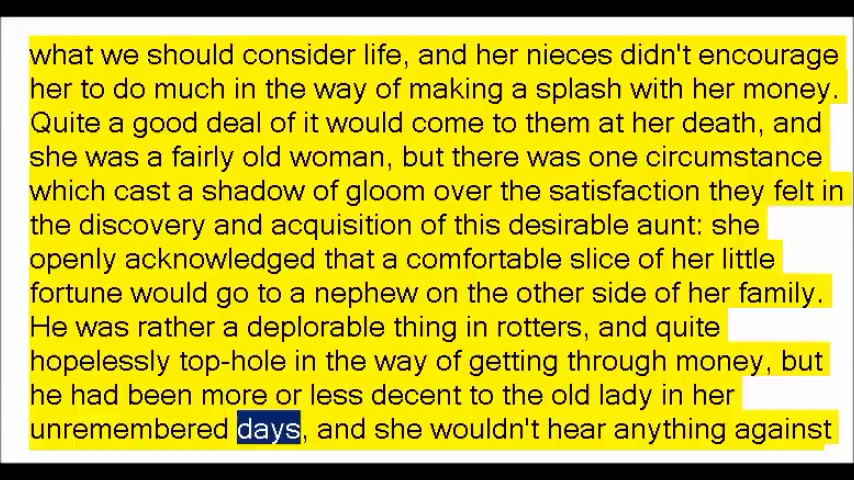 what we should consider life, and her nieces didn't encourage
her to do much in the way of making a splash with her money.
Quite a good deal of it would come to them at her death, and
she was a fairly old woman, but there was one circumstance
which cast a shadow of gloom over the satisfaction they felt in
the discovery and acquisition of this desirable aunt: she
openly acknowledged that a comfortable slice of her little
fortune would go to a nephew on the other side of her family.
He was rather a deplorable thing in rotters, and quite
hopelessly top-hole in the way of getting through money, but
he had been more or less decent to the old lady in her
unremembered days, and she wouldn't hear anything against